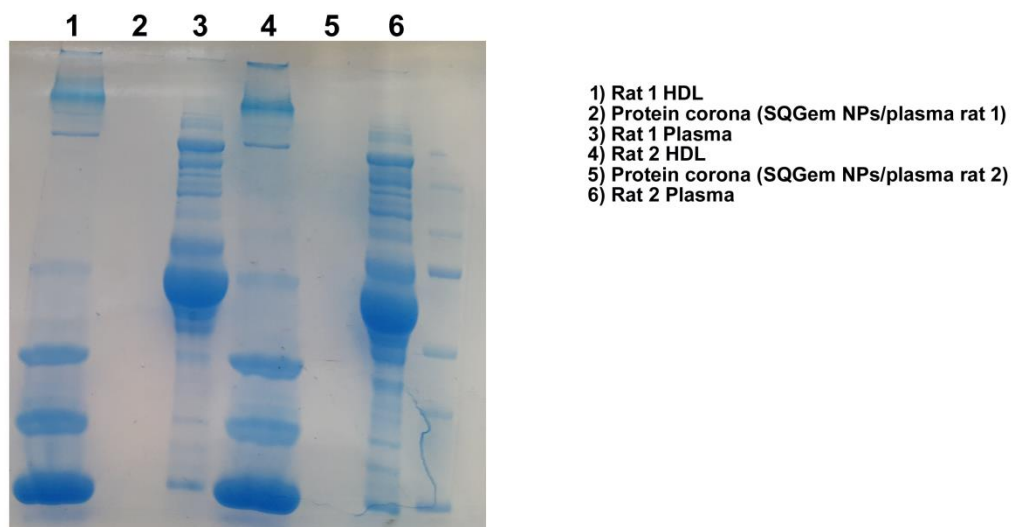 1 2 3 4 5 6
1) Rat 1 HDL
2) Protein corona (SQGem NPs/plasma rat 1)
3) Rat 1 Plasma
4) Rat 2 HDL
5) Protein corona (SQGem NPs/plasma rat 2)
6) Rat 2 Plasma